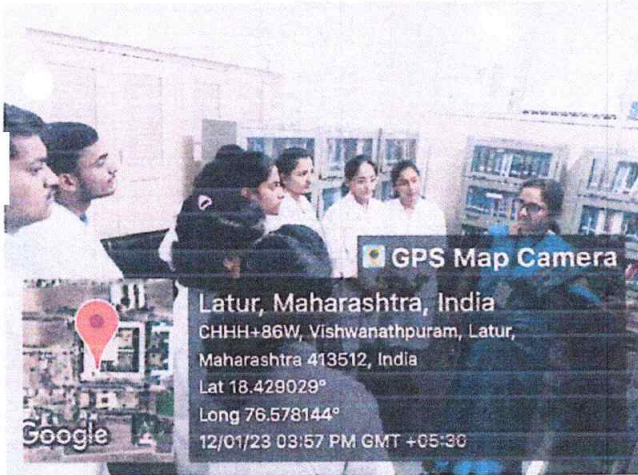 GPS Map Camera
Latur, Maharashtra, India
CHHH+86W, Vishwanathpuram, Latur,
Maharashtra 413512, India
Lat 18.429029°
Long 76.578144°
12/01/23 03:57 PM GMT +05:30
Google